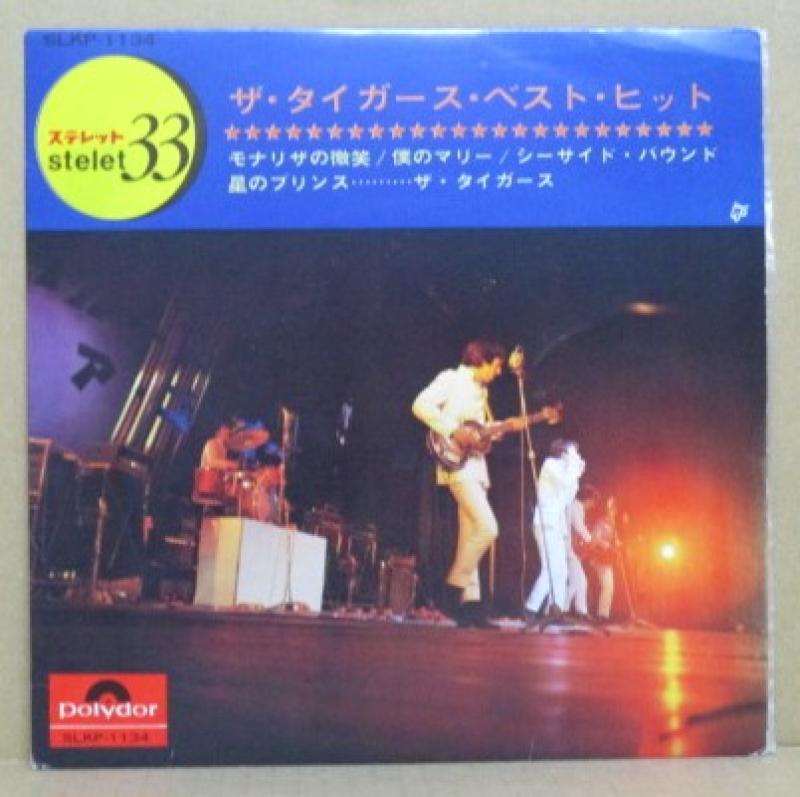 SLKP-1134
ステレット
stelet 33
ザ・タイガース・ベスト・ヒット
★★★★★★★★★★★★★★★★★★★★★★★★
モナリザの微笑/僕のマリー/シーサイド・バウンド
星のプリンス………ザ・タイガース
ア
polydor
SLKP-1134